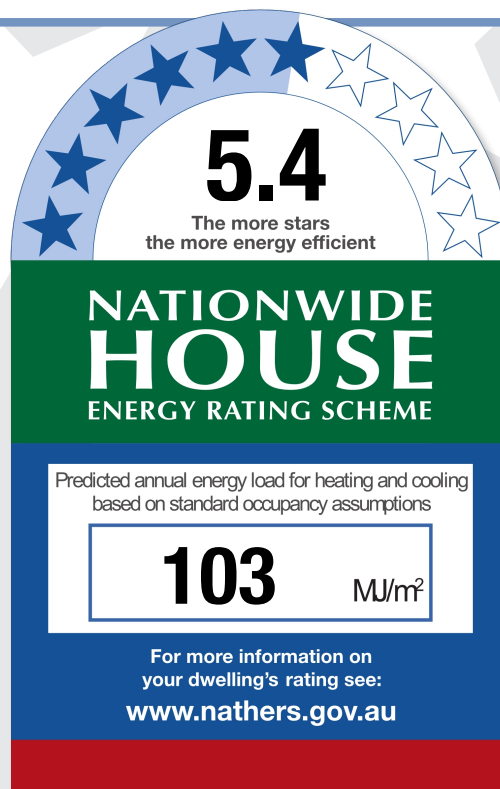 5.4
The more stars
the more energy efficient
NATIONWIDE
HOUSE
ENERGY RATING SCHEME
Predicted annual energy load for heating and cooling
based on standard occupancy assumptions
103 MJ/m²
For more information on
your dwelling's rating see:
www.nathers.gov.au